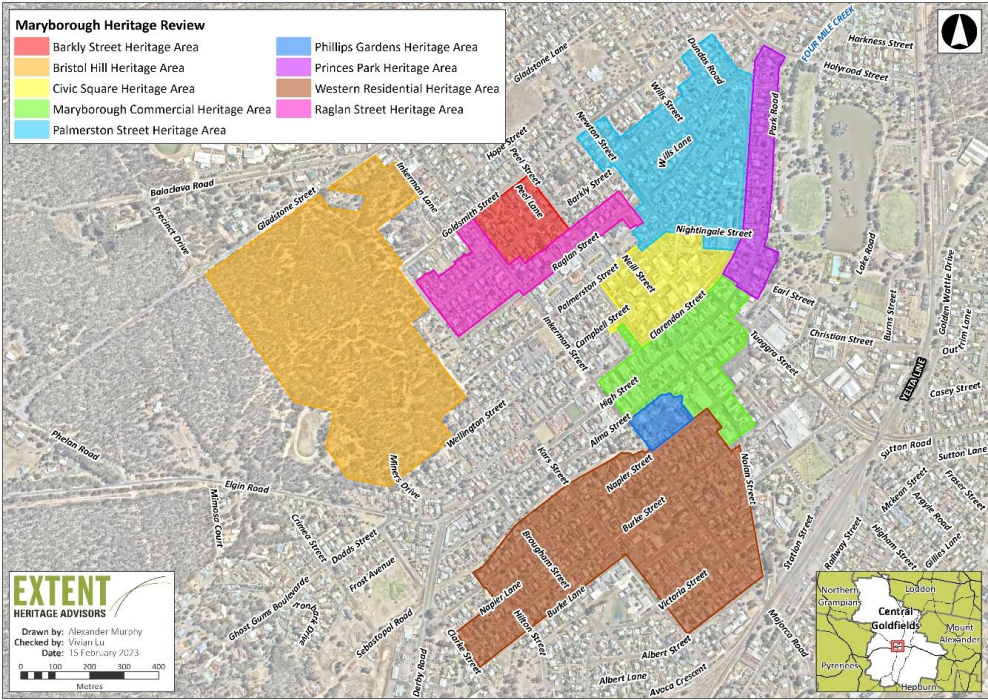 Maryborough Heritage Review
Barkly Street Heritage Area
Bristol Hill Heritage Area
Civic Square Heritage Area
Maryborough Commercial Heritage Area
Palmerston Street Heritage Area
Phillips Gardens Heritage Area
Princes Park Heritage Area
Western Residential Heritage Area
Raglan Street Heritage Area
Gladstone Lane
Dundas Road
FOUR MILE CREEK
Harkness Street
Holyrood Street
Wills Street
Park Road
Newton Street
Wills Lane
Hope Street
Peel Street
Inkerman Lane
Balaclava Road
Gladstone Street
Precinct Drive
Goldsmith Street
Peel Lane
Barkly Street
Raglan Street
Nightingale Street
Lake Road
Neill Street
Palmerston Street
Earl Street
Burns Street
Golden Wattle Drive
Outtrim Lane
Clarendon Street
Campbell Street
Inkerman Street
Christian Street
Tuaggra Street
YELTA LINE
Casey Street
High Street
Alma Street
Wellington Street
Phelan Road
Kars Street
Napier Street
Nolan Street
Sutton Road
Sutton Lane
Miners Drive
Elgin Road
Mimosa Court
Mckean Street
Fraser Street
Argyle Road
Burke Street
Crimea Street
Dodds Street
Station Street
Railway Street
Higham Street
Gillies Lane
Brougham Street
Frost Avenue
Napier Lane
Burke Lane
Victoria Street
Ghost Gums Boulevarde
Drive
Sebastopol Road
Hilton Street
Clarke Street
Majorca Road
Albert Street
Derby Road
Albert Lane
Avoca Crescent
EXTENT
HERITAGE ADVISORS
Drawn by: Alexander Murphy
Checked by: Vivian Lu
Date: 15 February 2023
0 100 200 300 400
Metres
Northern
Grampians
Loddon
Central
Goldfields
Mount
Alexander
Pyrenees
Hepburn